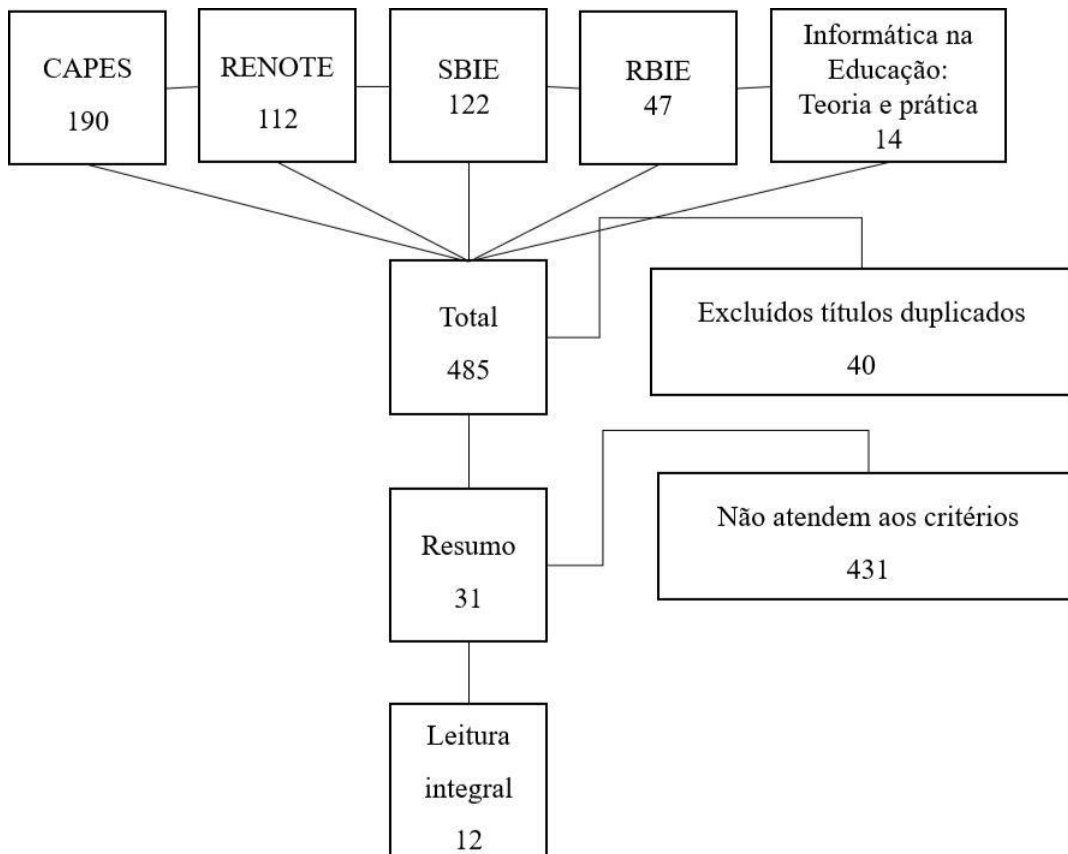 CAPES
190
RENOTE
112
SBIE
122
RBIE
47
Informática na
Educação:
Teoria e prática
14
Total
485
Excluídos títulos duplicados
40
Resumo
31
Não atendem aos critérios
431
Leitura
integral
12